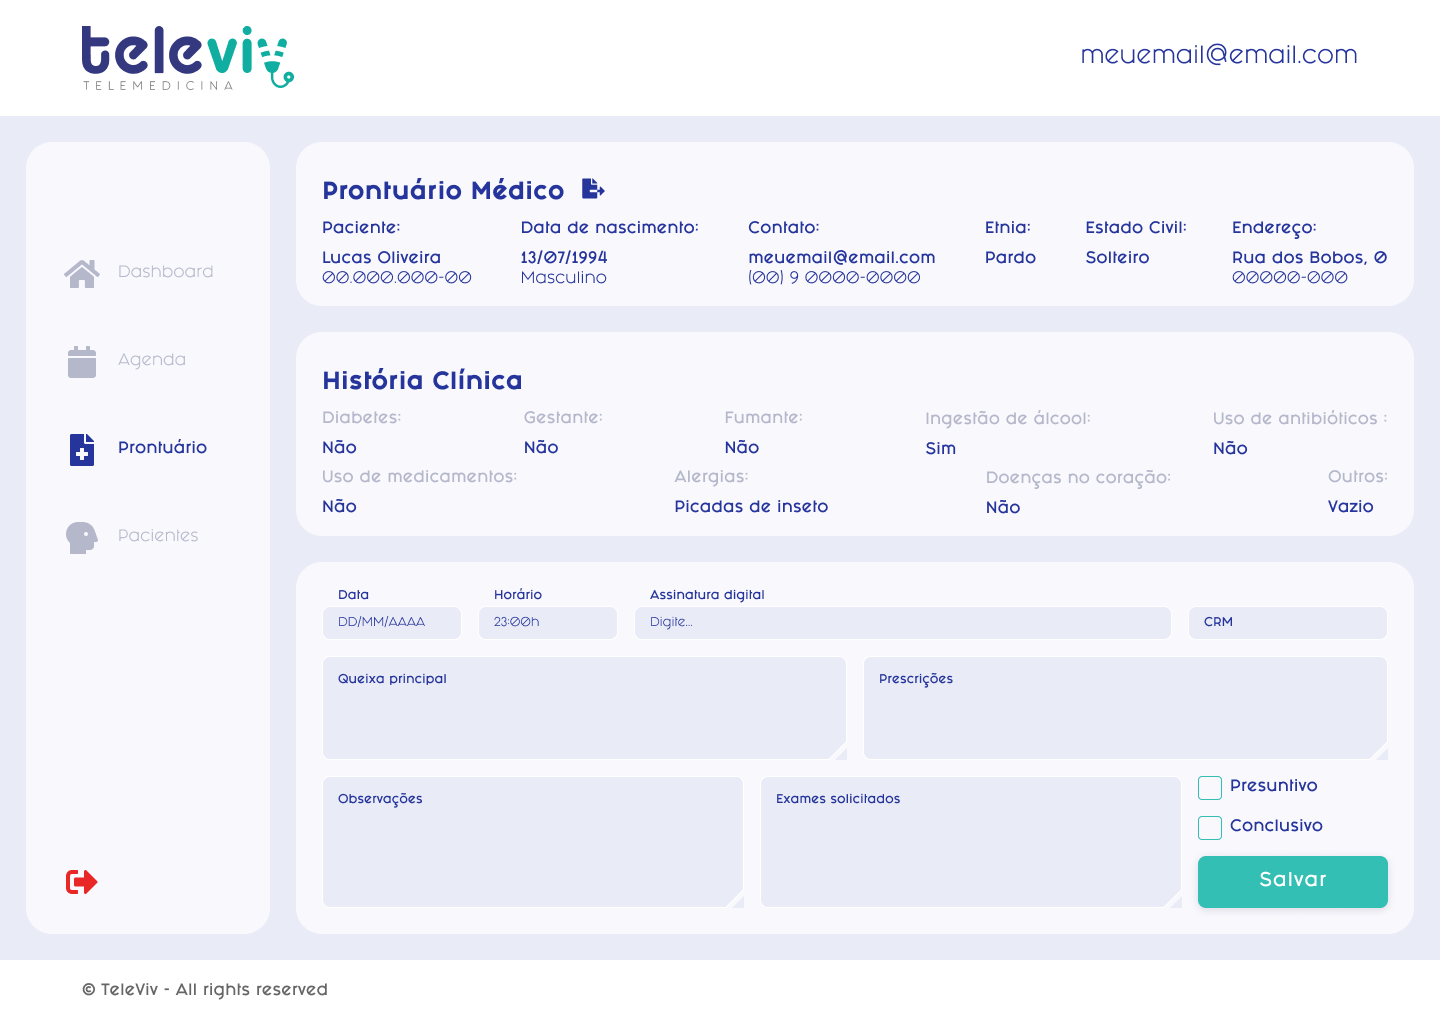 televiv
TELEMEDICINA
meuemail@email.com
Dashboard
Agenda
Prontuário
Pacientes
Prontuário Médico
Paciente: Data de nascimento: Contato: Etnia: Estado Civil: Endereço:
Lucas Oliveira 13/07/1994 meuemail@email.com Pardo Solteiro Rua dos Bobos, 0
00.000.000-00 Masculino (00) 9 0000-0000 00000-000
História Clínica
Diabetes: Gestante: Fumante: Ingestão de álcool: Uso de antibióticos :
Não Não Não Sim Não
Uso de medicamentos: Alergias: Doenças no coração: Outros:
Não Picadas de inseto Não Vazio
Data Horário Assinatura digital
DD/MM/AAAA 23:00h Digite... CRM
Queixa principal Prescrições
Observações Exames solicitados
Presuntivo
Conclusivo
Salvar
© TeleViv - All rights reserved